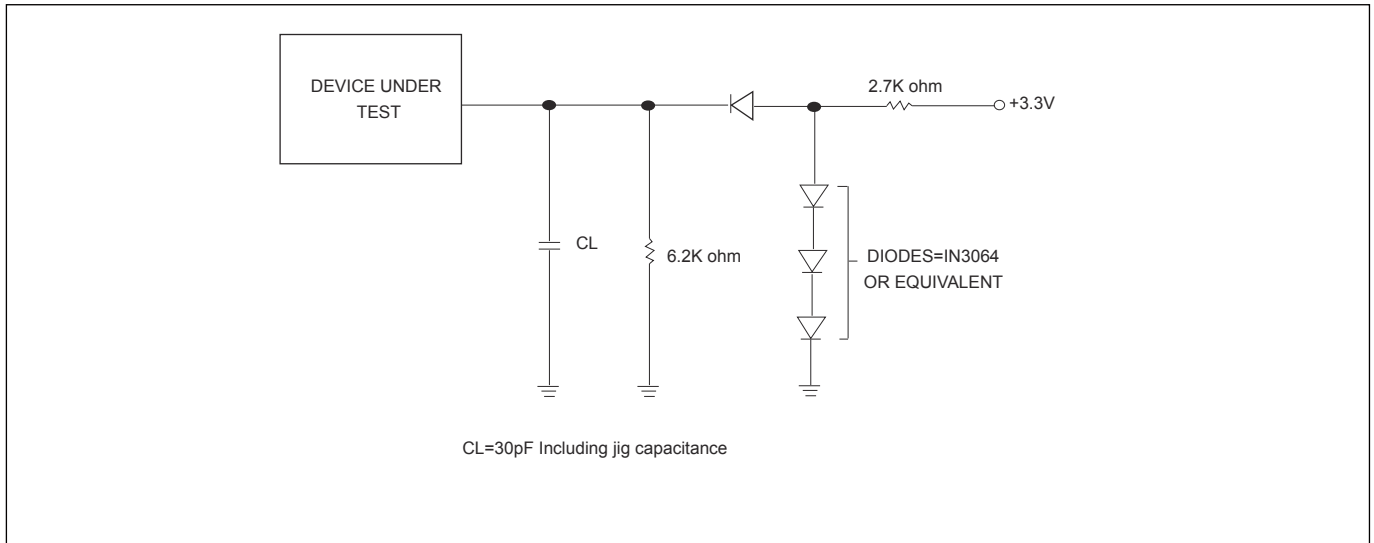 DEVICE UNDER
TEST
2.7K ohm
+3.3V
CL
6.2K ohm
DIODES=IN3064
OR EQUIVALENT
CL=30pF Including jig capacitance